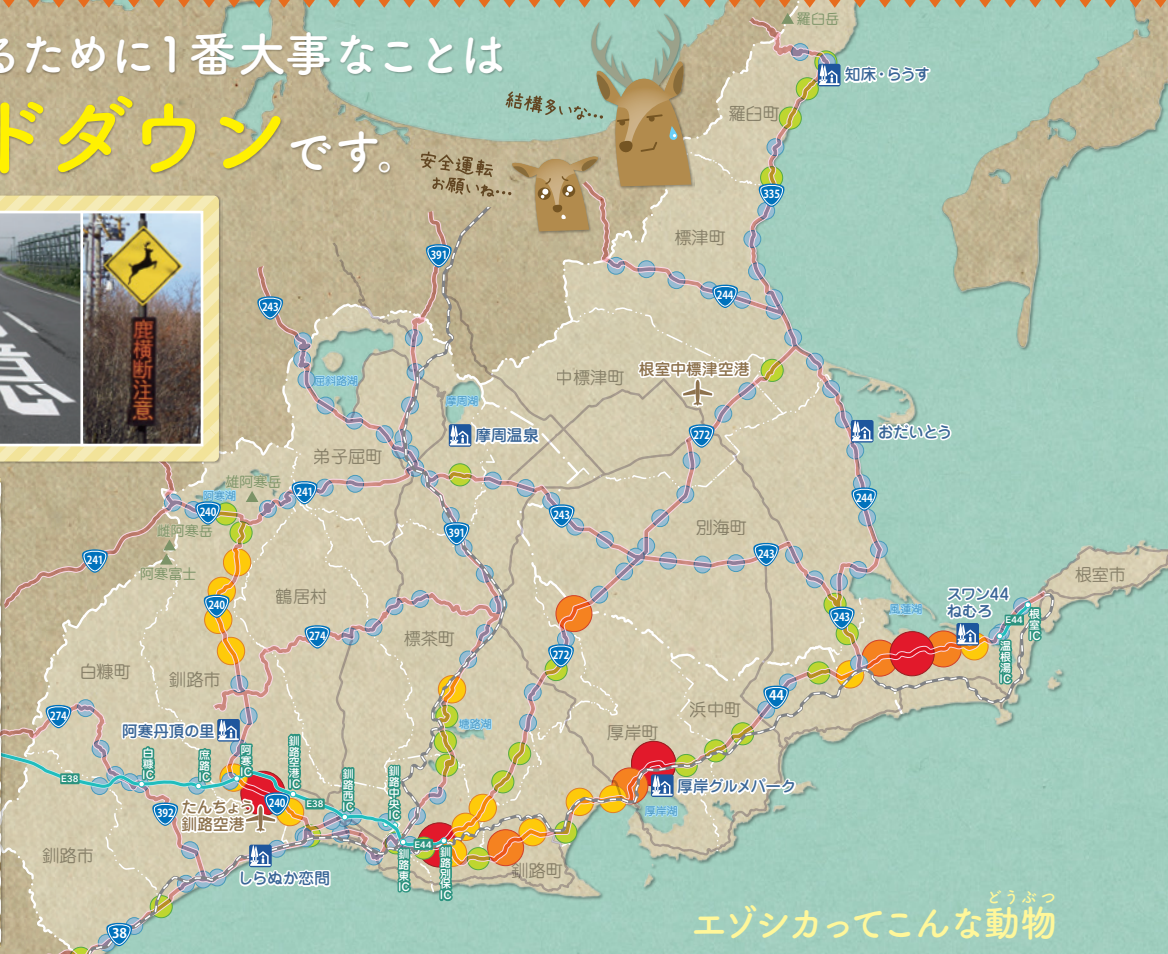 るために1番大事なことは
ドダウンです。
結構多いな…
安全運転
お願いね…
鹿横断注意
意
羅臼岳
知床・らうす
羅臼町
335
標津町
391
243
244
屈斜路湖
摩周湖
中標津町
根室中標津空港
272
摩周温泉
おだいとう
弟子屈町
雄阿寒岳
阿寒湖
240
241
雌阿寒岳
阿寒富士
241
243
391
別海町
243
244
240
鶴居村
274
標茶町
272
243
風蓮湖
スワン44
ねむろ
根室市
E44
根室IC
温根沼IC
白糠町
釧路市
274
阿寒丹頂の里
塘路湖
厚岸町
浜中町
44
E38
白糠IC
庶路IC
阿寒IC
釧路空港IC
釧路西IC
釧路中央IC
E38
240
392
たんちょう
釧路空港
厚岸グルメパーク
厚岸湖
E44
釧路東IC
釧路別保IC
釧路町
釧路市
しらぬか恋問
38
どうぶつ
エゾシカってこんな動物